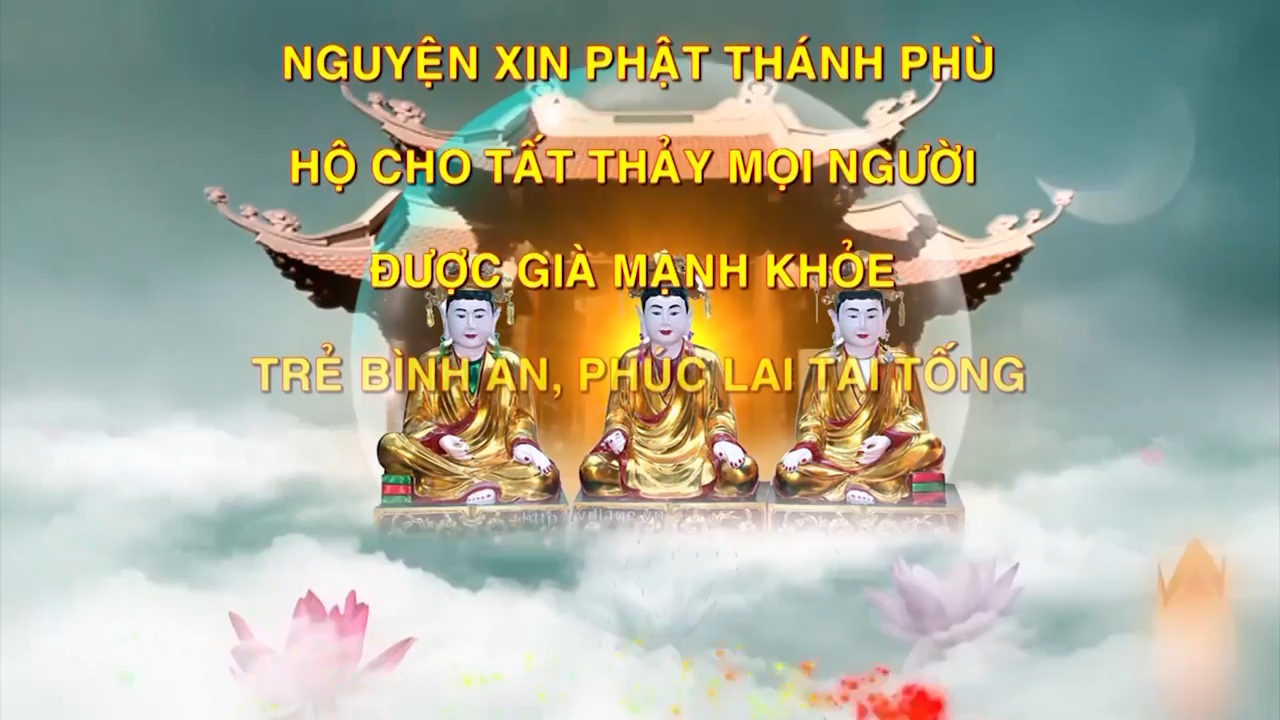 NGUYỆN XIN PHẬT THÁNH PHÙ
HỘ CHO TẤT THẢY MỌI NGƯỜI
ĐƯỢC GIÀ MẠNH KHỎE
TRẺ BÌNH AN, PHÚC LAI TAI TỐNG